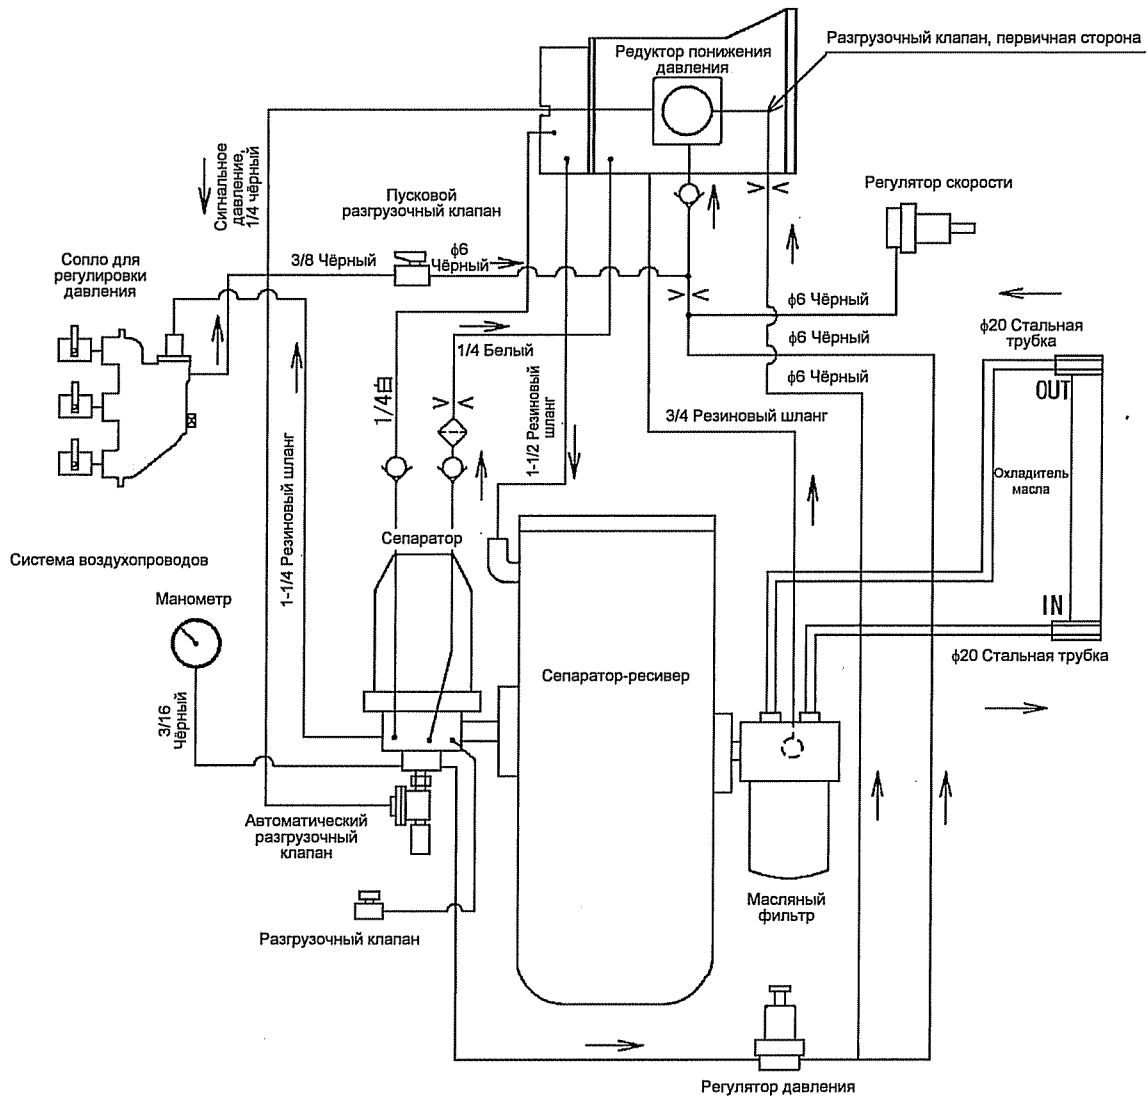 Разгрузочный клапан, первичная сторона
Редуктор понижения
давления
Сигнальное
давление,
1/4 чёрный
Пусковой
разгрузочный клапан
Регулятор скорости
Сопло для
регулировки
давления
3/8 Чёрный
ϕ6
Чёрный
ϕ6 Чёрный
ϕ20 Стальная
трубка
ϕ6 Чёрный
1/4 Белый
ϕ6 Чёрный
OUT
1/4白
1-1/2 Резиновый
шланг
3/4 Резиновый шланг
Охладитель
масла
1-1/4 Резиновый шланг
Сепаратор
Система воздухопроводов
Манометр
IN
ϕ20 Стальная трубка
Сепаратор-ресивер
3/16
Чёрный
Автоматический
разгрузочный
клапан
Масляный
фильтр
Разгрузочный клапан
Регулятор давления